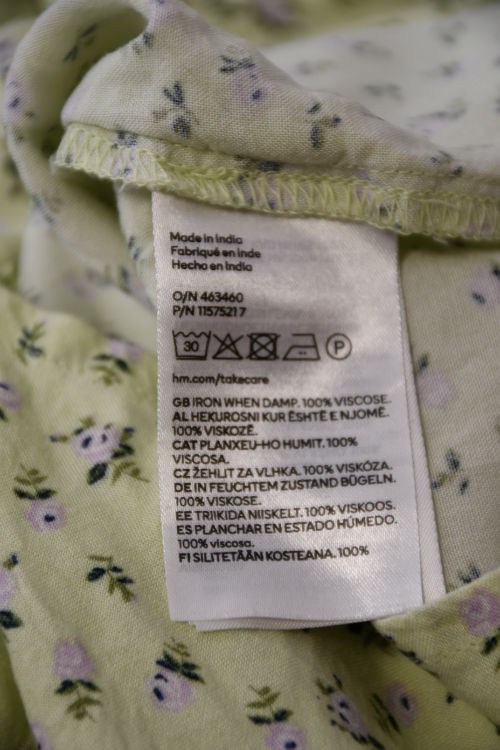 Made in India
Fabriqué en Inde
Hecho en India
O/N 463460
P/N 11575217
30
P
hm.com/takecare
GB IRON WHEN DAMP. 100% VISCOSE.
AL HEKUROSNI KUR ËSHTË E NJOMË.
100% VISKOZË.
CAT PLANXEU-HO HUMIT. 100%
VISCOSA.
CZ ŽEHLIT ZA VLHKA. 100% VISKÓZA.
DE IN FEUCHTEM ZUSTAND BÜGELN.
100% VISKOSE.
EE TRIIKIDA NIISKELT. 100% VISKOOS.
ES PLANCHAR EN ESTADO HÚMEDO.
100% viscosa.
FI SILITETÄÄN KOSTEANA. 100%